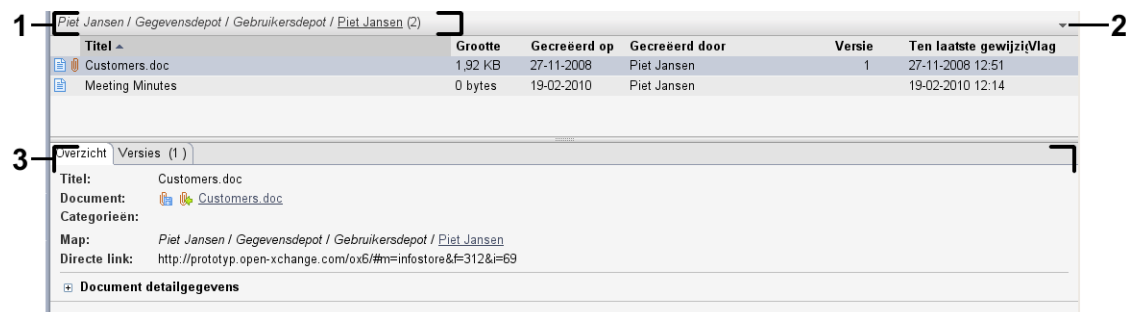 1 Piet Jansen / Gegevensdepot / Gebruikersdepot / Piet Jansen (2) 2
Titel Grootte Gecreëerd op Gecreëerd door Versie Ten laatste gewijzig Vlag
Customers.doc 1,92 KB 27-11-2008 Piet Jansen 1 27-11-2008 12:51
Meeting Minutes 0 bytes 19-02-2010 Piet Jansen 19-02-2010 12:14
3 Overzicht Versies (1)
Titel: Customers.doc
Document: Customers.doc
Categorieën:
Map: Piet Jansen / Gegevensdepot / Gebruikersdepot / Piet Jansen
Directe link: http://prototyp.open-xchange.com/ox6/#m=infostore&f=312&i=69
Document detailgegevens